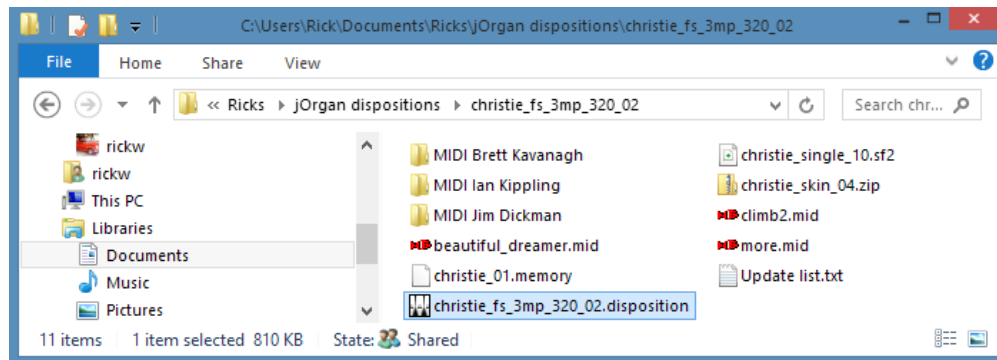 C:\Users\Rick\Documents\Ricks\jOrgan dispositions\christie_fs_3mp_320_02
File Home Share View
« Ricks jOrgan dispositions christie_fs_3mp_320_02 Search chr...
rickw
rickw
This PC
Libraries
Documents
Music
Pictures
MIDI Brett Kavanagh
MIDI Ian Kippling
MIDI Jim Dickman
beautiful_dreamer.mid
christie_01.memory
christie_fs_3mp_320_02.disposition
christie_single_10.sf2
christie_skin_04.zip
climb2.mid
more.mid
Update list.txt
11 items 1 item selected 810 KB State: Shared